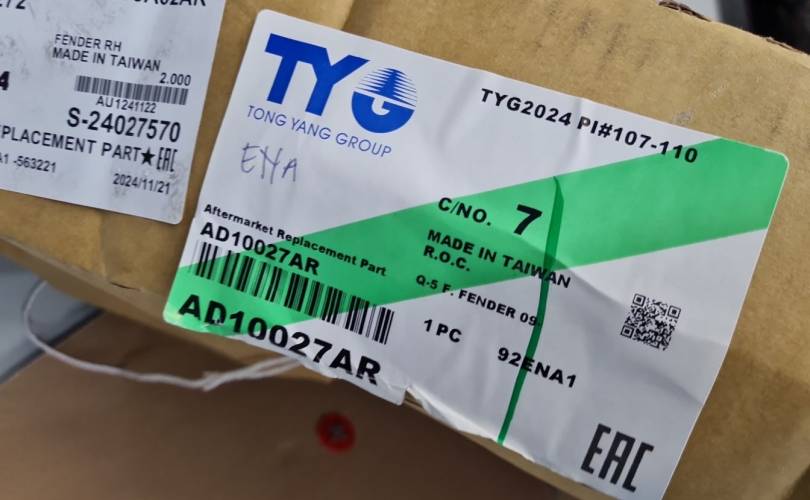 FENDER RH
MADE IN TAIWAN
2.000
AU1241122
S-24027570
PLACEMENT PART★EAC
A1 -563221
2024/11/21
TYG
TONG YANG GROUP
TYG2024 PI#107-110
C/NO. 7
MADE IN TAIWAN
R.O.C.
Aftermarket Replacement Part
AD10027AR
AD10027AR
Q-5 F. FENDER 09-
1 PC
92ENA1
EAC